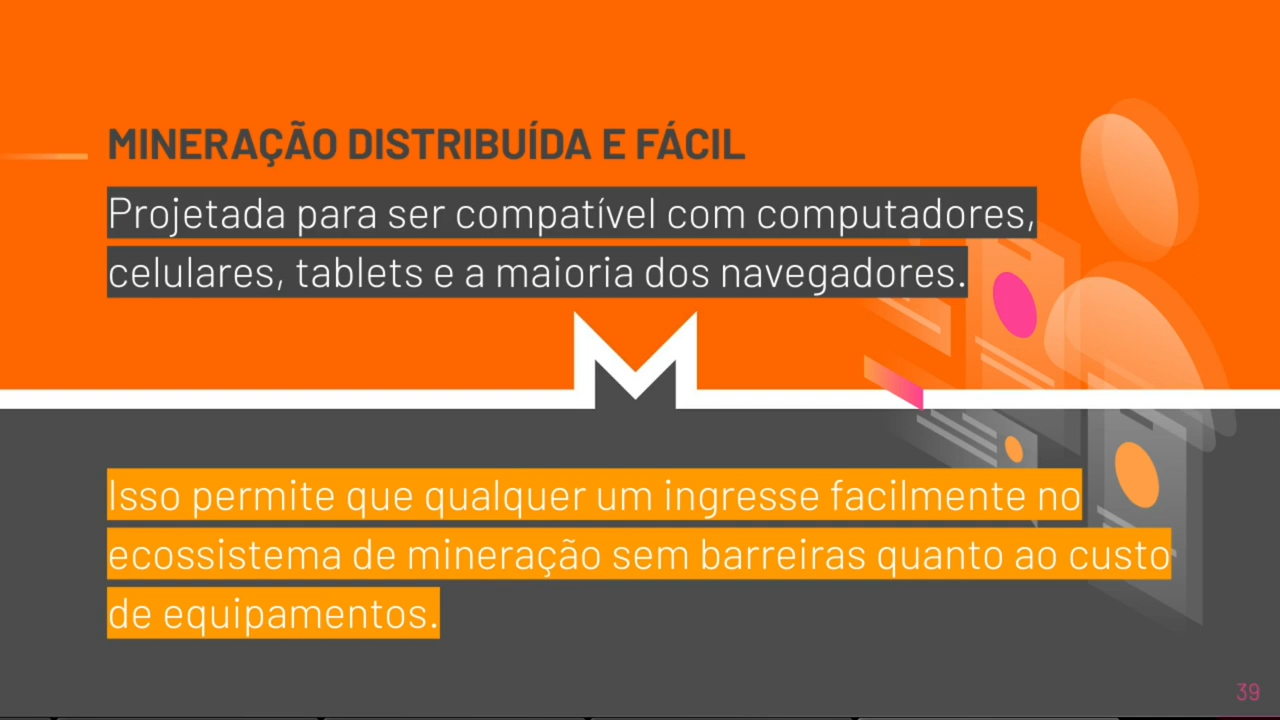 MINERAÇÃO DISTRIBUÍDA E FÁCIL
Projetada para ser compatível com computadores,
celulares, tablets e a maioria dos navegadores.
Isso permite que qualquer um ingresse facilmente no
ecossistema de mineração sem barreiras quanto ao custo
de equipamentos.
39